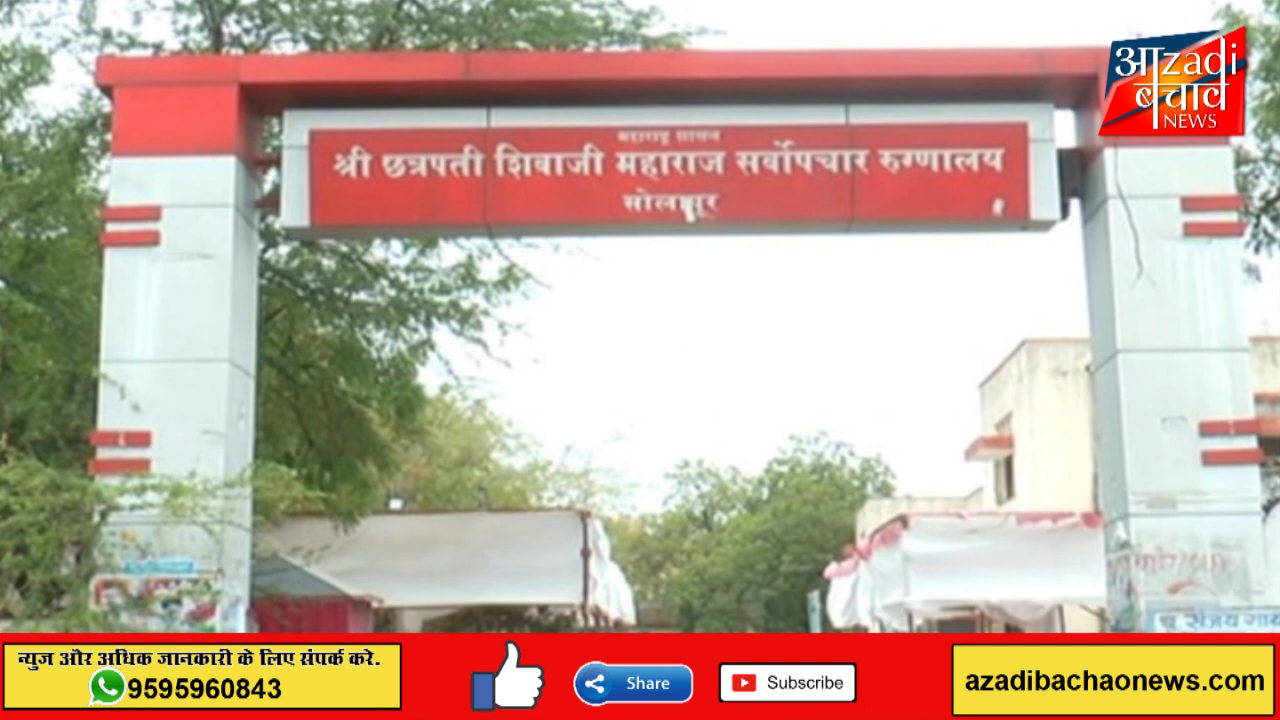 आzadi
बचाव
NEWS
महाराष्ट्र शासन
श्री छत्रपती शिवाजी महाराज सर्वोपचार रुग्णालय
सोलापूर
न्युज और अधिक जानकारी के लिए संपर्क करे.
9595960843
Share
Subscribe
azadibachaonews.com